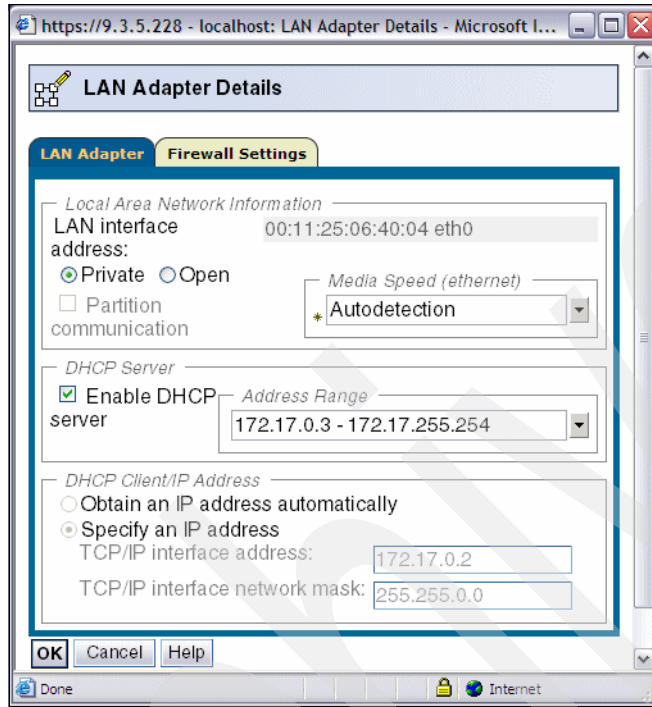 https://9.3.5.228 - localhost: LAN Adapter Details - Microsoft I...
LAN Adapter Details
LAN Adapter
Firewall Settings
Local Area Network Information
LAN interface address:
00:11:25:06:40:04 eth0
Private
Open
Partition communication
Media Speed (ethernet)
* Autodetection
DHCP Server
Enable DHCP server
Address Range
172.17.0.3 - 172.17.255.254
DHCP Client/IP Address
Obtain an IP address automatically
Specify an IP address
TCP/IP interface address:
172.17.0.2
TCP/IP interface network mask:
255.255.0.0
OK
Cancel
Help
Done
Internet